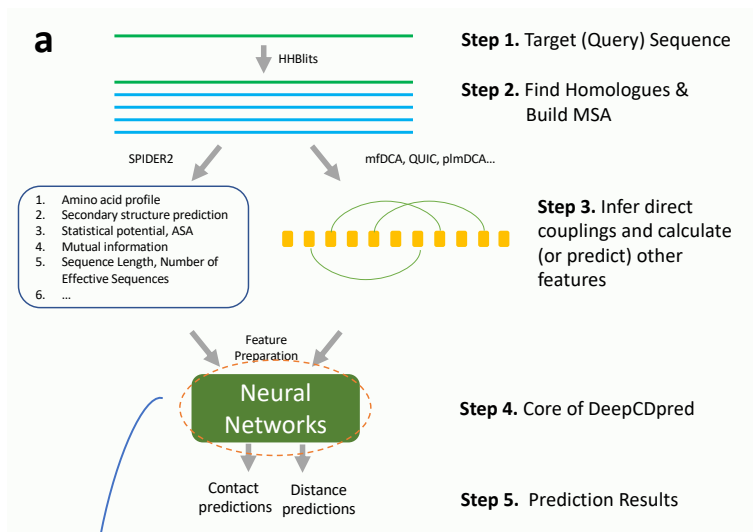 a
Step 1. Target (Query) Sequence
HHBlits
Step 2. Find Homologues &
Build MSA
SPIDER2
mfDCA, QUIC, plmDCA...
1. Amino acid profile
2. Secondary structure prediction
3. Statistical potential, ASA
4. Mutual information
5. Sequence Length, Number of
Effective Sequences
6. ...
Step 3. Infer direct
couplings and calculate
(or predict) other
features
Feature
Preparation
Neural
Networks
Step 4. Core of DeepCDpred
Contact
predictions
Distance
predictions
Step 5. Prediction Results